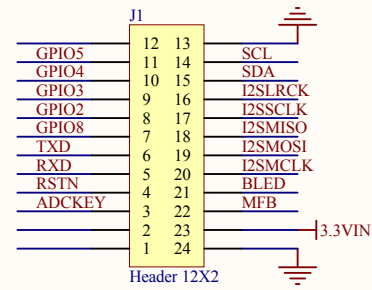 J1
12 13
GPIO5 11 14 SCL
GPIO4 10 15 SDA
GPIO3 9 16 I2SLRCK
GPIO2 8 17 I2SSCLK
GPIO8 7 18 I2SMISO
TXD 6 19 I2SMOSI
RXD 5 20 I2SMCLK
RSTN 4 21 BLED
ADCKEY 3 22 MFB
2 23 3.3VIN
1 24
Header 12X2